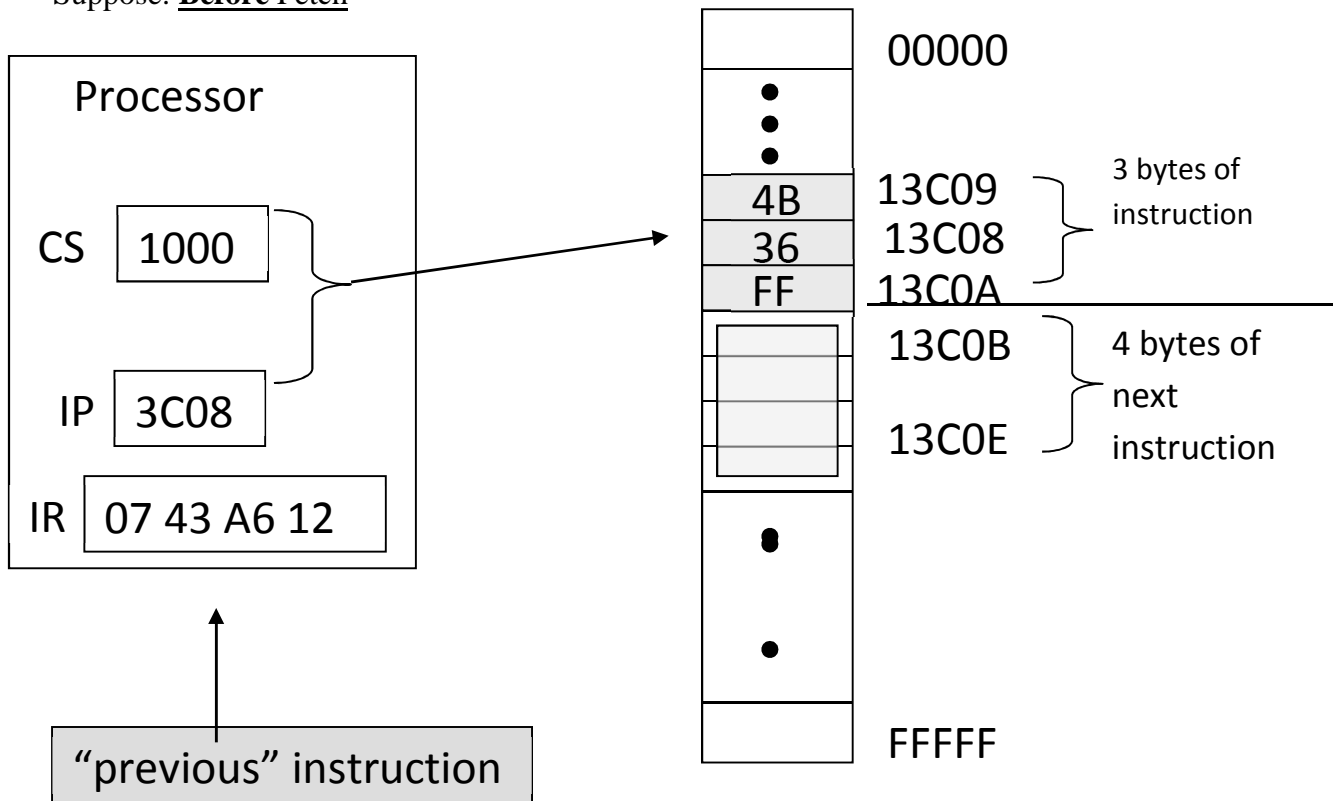 Suppose: Before Fetch
Processor
CS 1000
IP 3C08
IR 07 43 A6 12
“previous” instruction
00000
4B 13C09
36 13C08
FF 13C0A
3 bytes of
instruction
13C0B
13C0E
4 bytes of
next
instruction
FFFFF